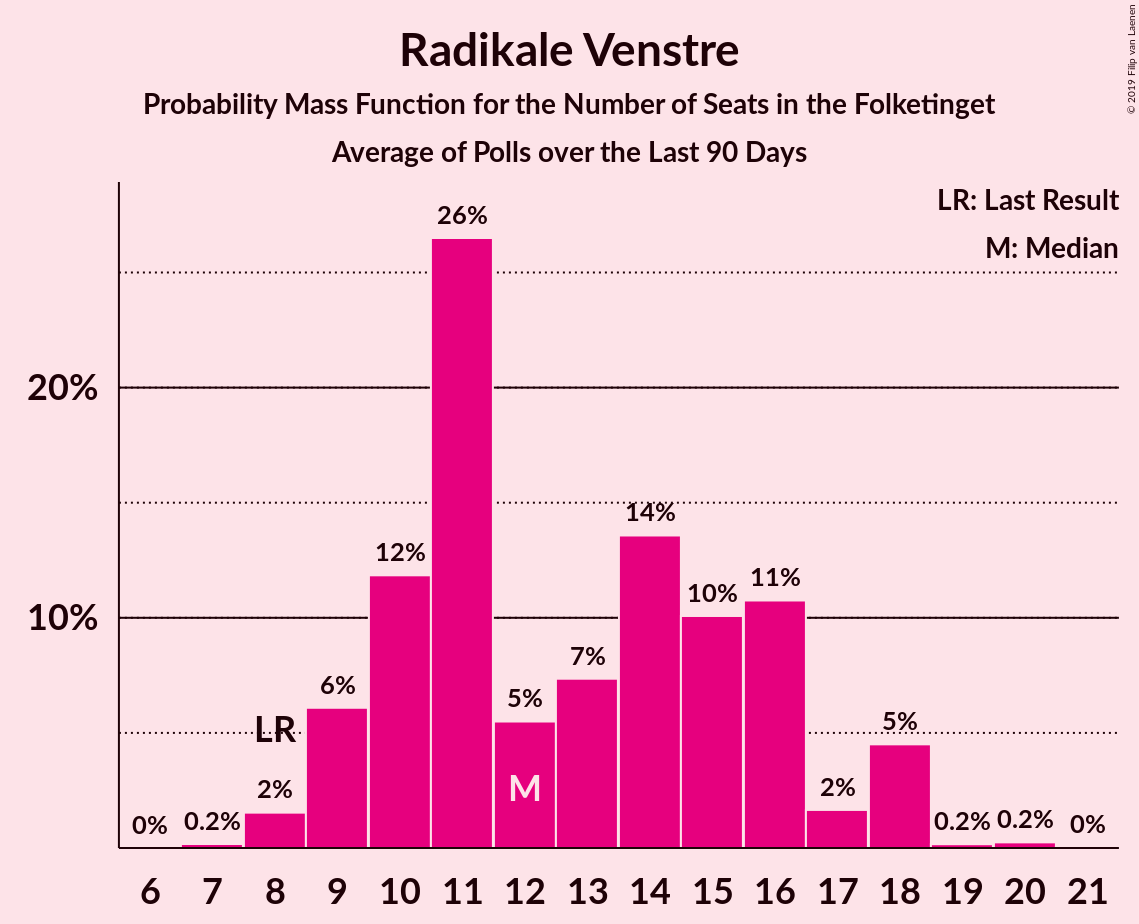 Radikale Venstre
Probability Mass Function for the Number of Seats in the Folketinget
Average of Polls over the Last 90 Days
© 2019 Filip van Laenen
LR: Last Result
M: Median
26%
20%
14%
12%
11%
10%
10%
7%
6%
5%
5%
LR
2%
2%
M
0%
0.2%
0.2%
0.2%
0%
6 7 8 9 10 11 12 13 14 15 16 17 18 19 20 21